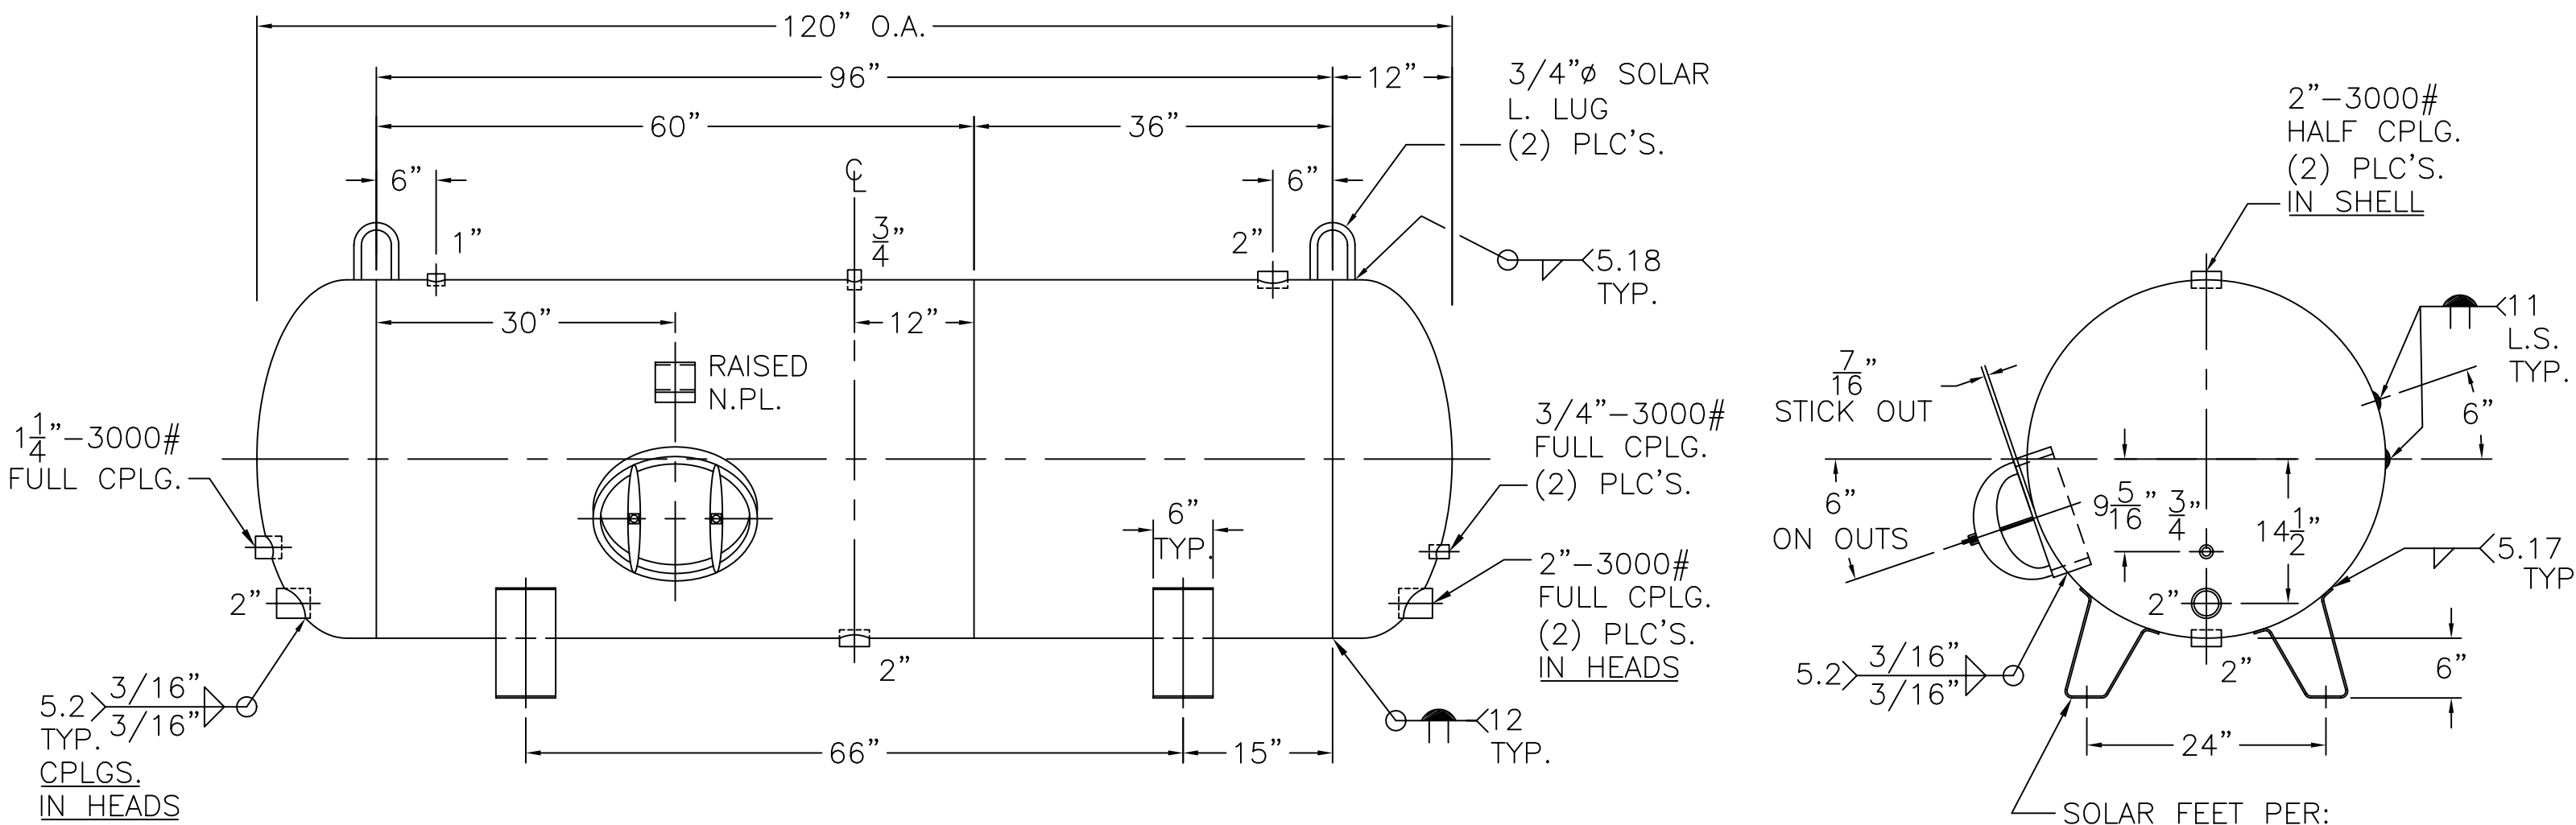 120" O.A.
96"
12"
60"
36"
6"
6"
3/4"ø SOLAR
L. LUG
(2) PLC'S.
℄
1"
3/4"
2"
5.18
TYP.
30"
12"
RAISED
N.PL.
1 1/4"-3000#
FULL CPLG.
3/4"-3000#
FULL CPLG.
(2) PLC'S.
6"
TYP.
2"
2"-3000#
FULL CPLG.
(2) PLC'S.
IN HEADS
2"
5.2
3/16"
3/16"
TYP.
CPLGS.
IN HEADS
66"
15"
12
TYP.
2"-3000#
HALF CPLG.
(2) PLC'S.
IN SHELL
11
L.S.
TYP.
7/16"
STICK OUT
6"
6"
ON OUTS
9 5/16"
3/4"
14 1/2"
2"
5.17
TYP
5.2
3/16"
3/16"
2"
6"
24"
SOLAR FEET PER: